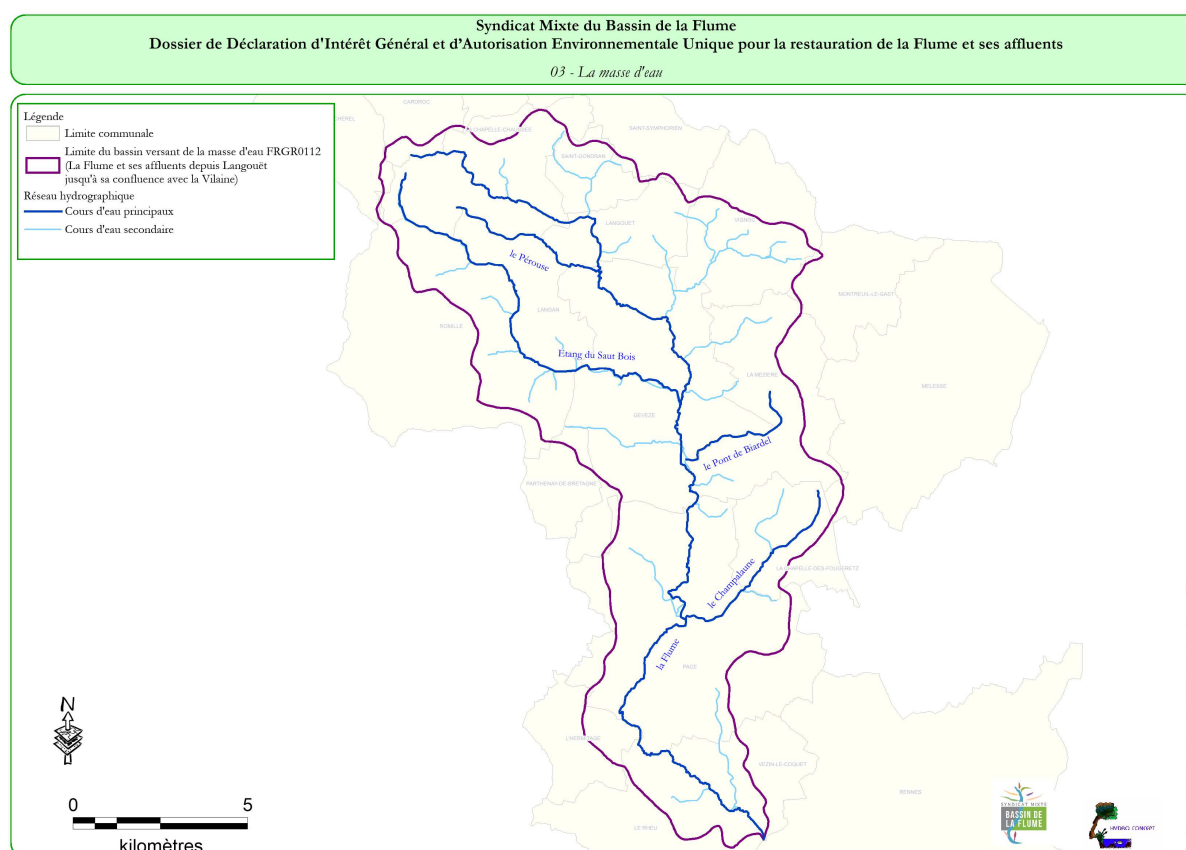 Syndicat Mixte du Bassin de la Flume
Dossier de Déclaration d'Intérêt Général et d'Autorisation Environnementale Unique pour la restauration de la Flume et ses affluents
03 - La masse d'eau
Légende
Limite communale
Limite du bassin versant de la masse d'eau FRGR0112
(La Flume et ses affluents depuis Langouët
jusqu'à sa confluence avec la Vilaine)
Réseau hydrographique
Cours d'eau principaux
Cours d'eau secondaire
CARDROC
SAINT-SYMPHORIEN
SAINT-GONDRAN
LANGOUET
le Pérouse
MONTREUIL-LE-GAST
LANGAN
ROMILLE
Etang du Saut Bois
LA MEZIERE
MELESSE
GEVEZE
le Pont de Biardel
PARTHENAY-DE-BRETAGNE
LA CHAPELLE-DES-FOUGERETZ
le Champalaune
la Flume
PACE
L'HERMITAGE
VEZIN-LE-COQUET
RENNES
LE RHEU
N
0 5
kilomètres
SYNDICAT MIXTE
BASSIN DE
LA FLUME
HYDRO CONCEPT